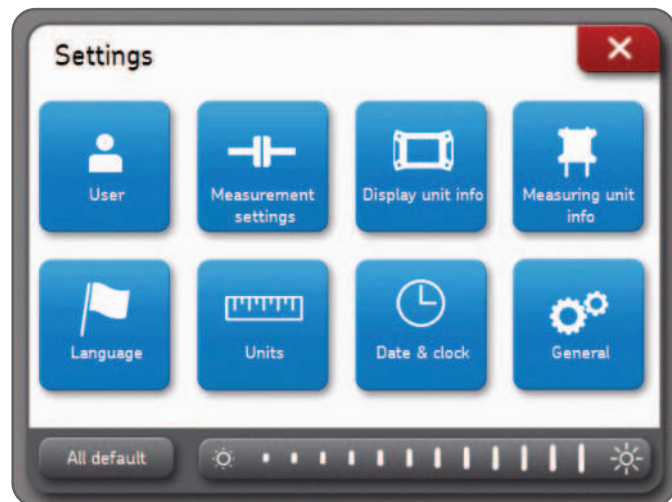 Settings
User
Measurement
settings
Display unit info
Measuring unit
info
Language
Units
Date & clock
General
All default